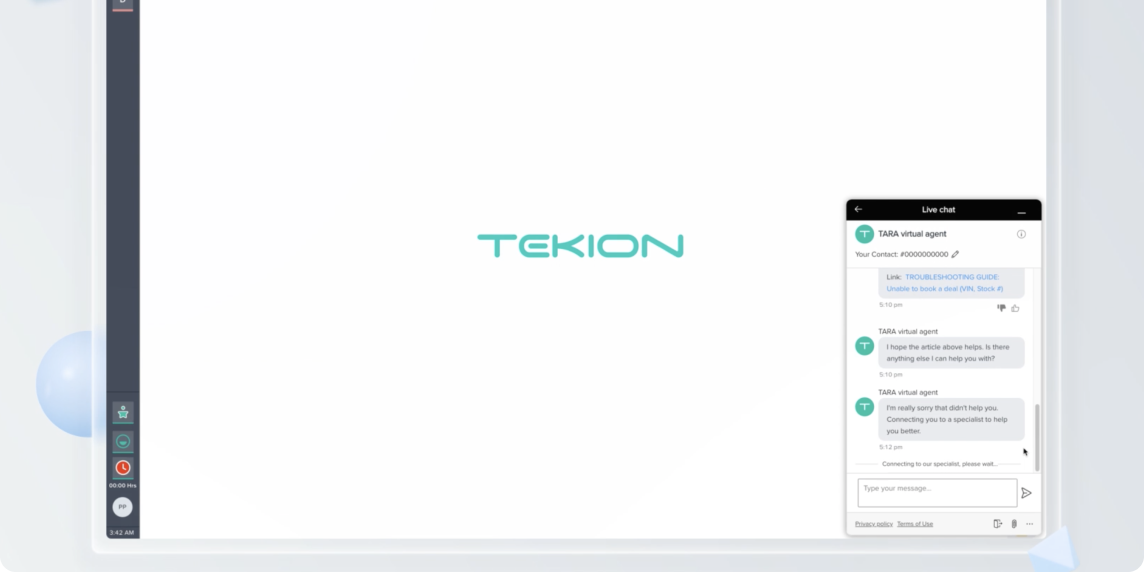 TEKION
00:00 Hrs
PP
3:42 AM
Live chat
TARA virtual agent
Your Contact: #0000000000
Link: TROUBLESHOOTING GUIDE:
Unable to book a deal (VIN, Stock #)
5:10 pm
TARA virtual agent
I hope the article above helps. Is there
anything else I can help you with?
5:10 pm
TARA virtual agent
I'm really sorry that didn't help you.
Connecting you to a specialist to help
you better.
5:12 pm
Connecting to our specialist, please wait...
Type your message...
Privacy policy Terms of Use